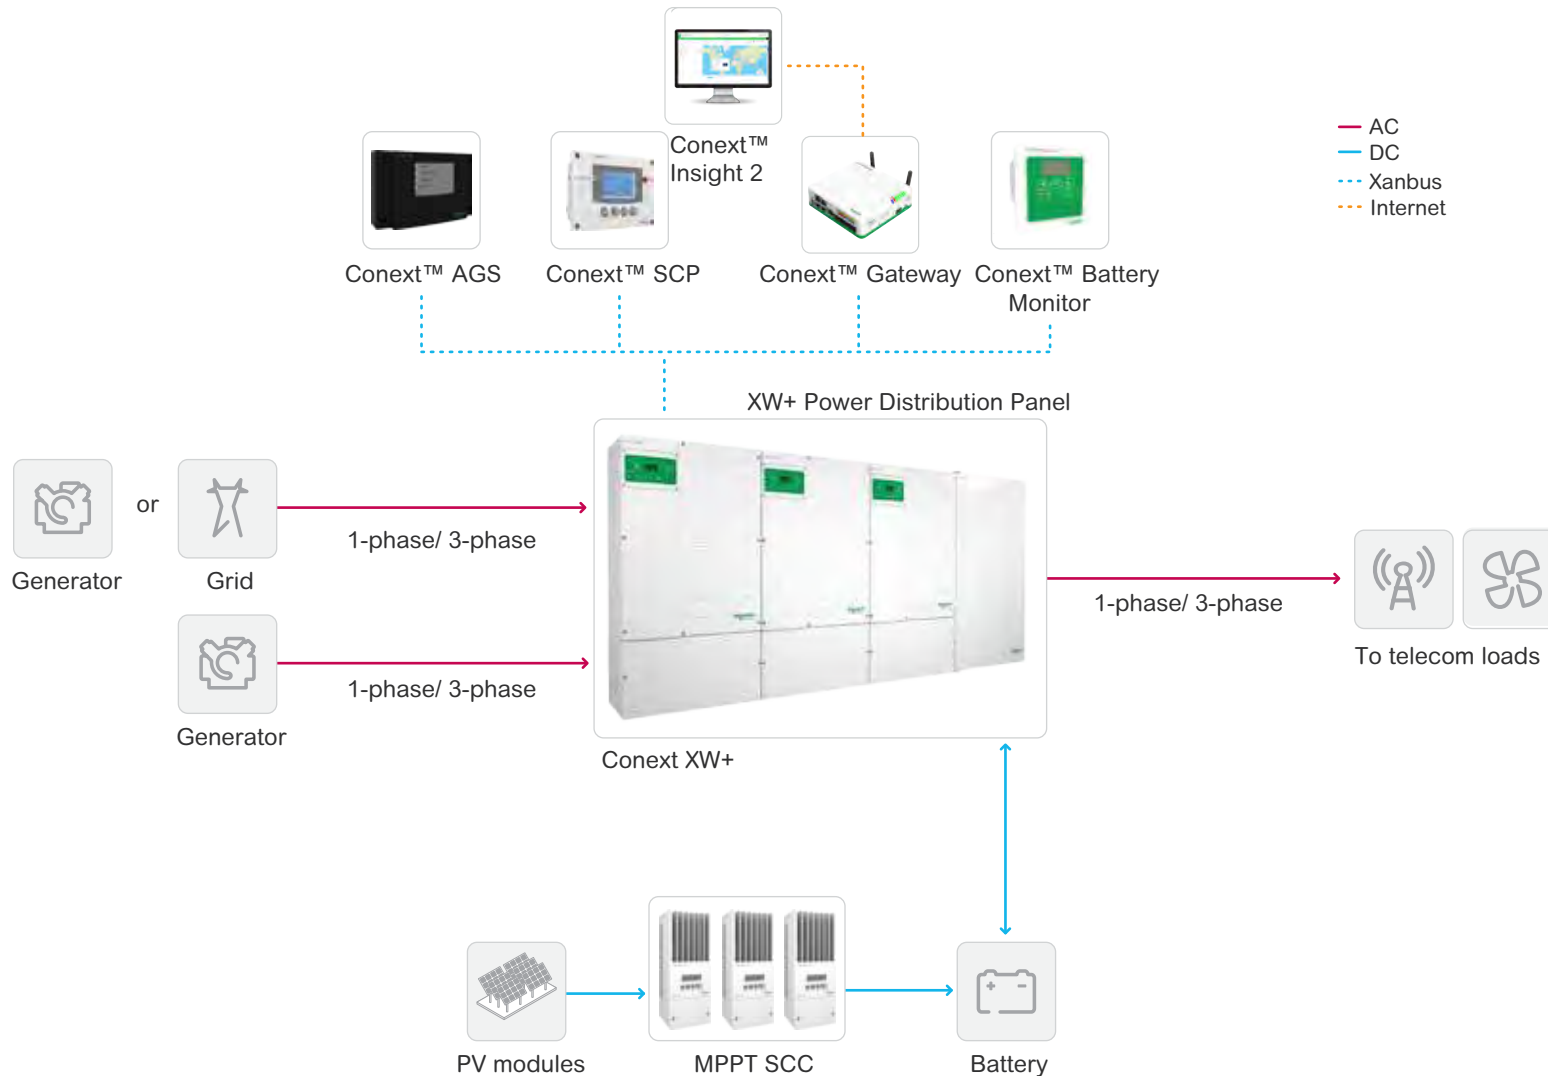 Conext™
Insight 2
AC
DC
Xanbus
Internet
Conext™ AGS
Conext™ SCP
Conext™ Gateway
Conext™ Battery
Monitor
XW+ Power Distribution Panel
or
1-phase/ 3-phase
Generator
Grid
1-phase/ 3-phase
To telecom loads
1-phase/ 3-phase
Generator
Conext XW+
PV modules
MPPT SCC
Battery